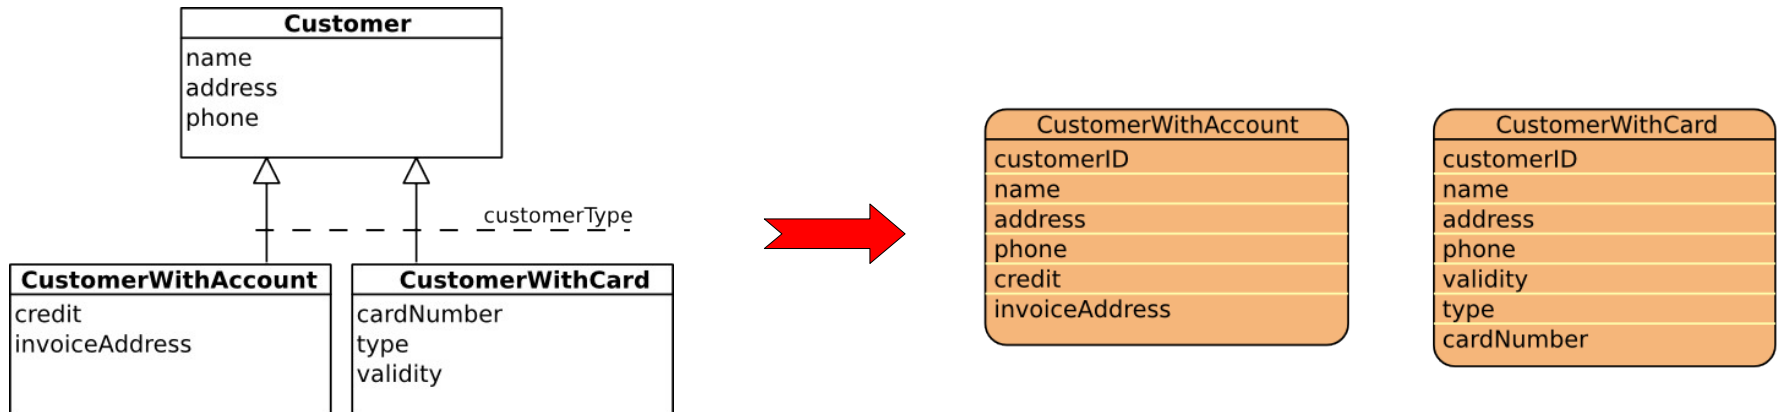 Customer
name
address
phone
customerType
CustomerWithAccount
credit
invoiceAddress
CustomerWithCard
cardNumber
type
validity
CustomerWithAccount
customerID
name
address
phone
credit
invoiceAddress
CustomerWithCard
customerID
name
address
phone
validity
type
cardNumber